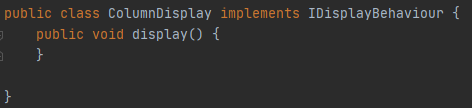 public class ColumnDisplay implements IDisplayBehaviour {
    public void display() {
    }
}